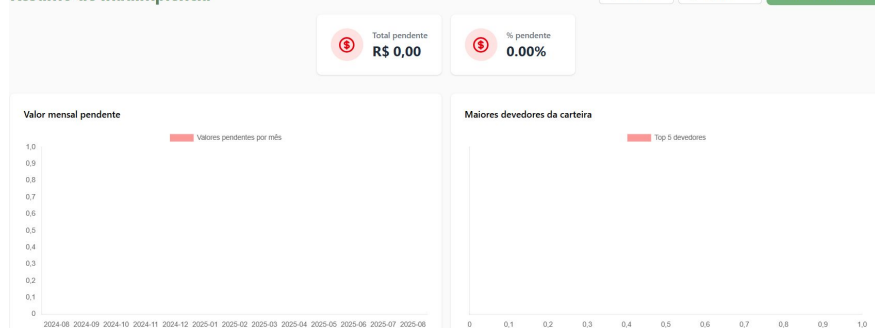 Total pendente
R$ 0,00
% pendente
0.00%
Valor mensal pendente
Valores pendentes por mês
1,0
0,9
0,8
0,7
0,6
0,5
0,4
0,3
0,2
0,1
0
2024-08 2024-09 2024-10 2024-11 2024-12 2025-01 2025-02 2025-03 2025-04 2025-05 2025-06 2025-07 2025-08
Maiores devedores da carteira
Top 5 devedores
0 0,1 0,2 0,3 0,4 0,5 0,6 0,7 0,8 0,9 1,0